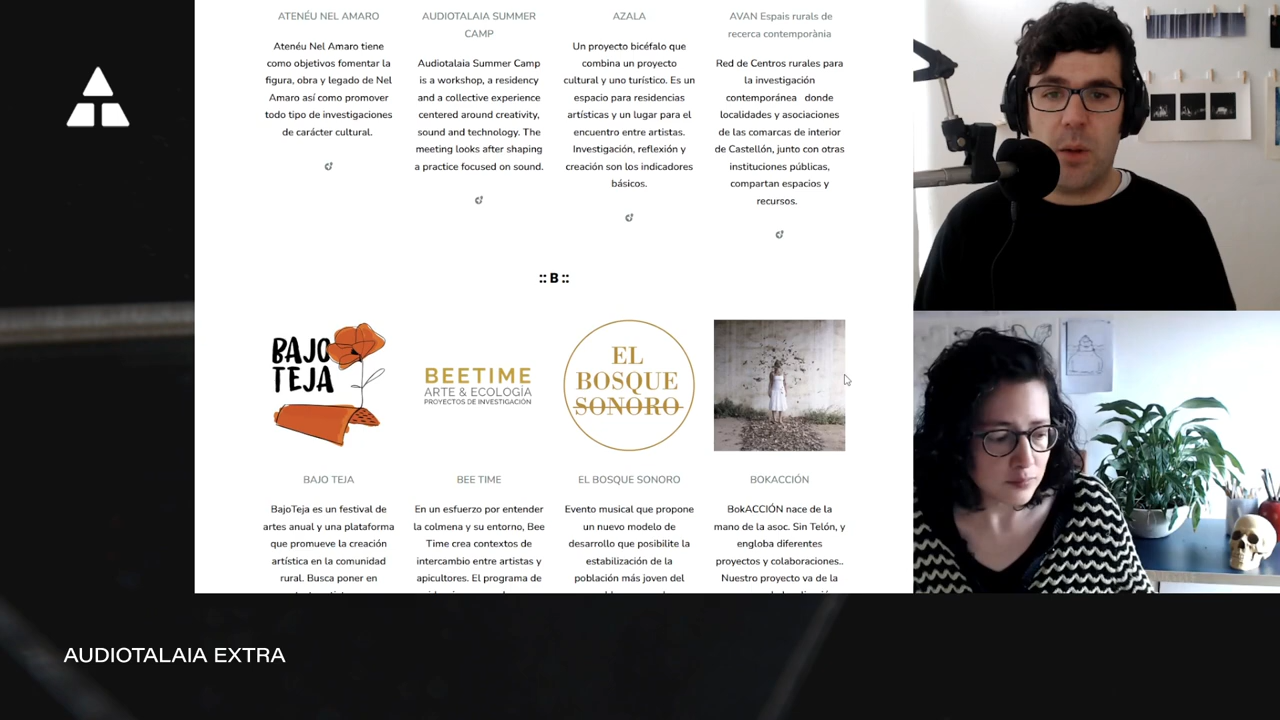 ATENÉU NEL AMARO
Atenéu Nel Amaro tiene
como objetivos fomentar la
figura, obra y legado de Nel
Amaro así como promover
todo tipo de investigaciones
de carácter cultural.
AUDIOTALAIA SUMMER
CAMP
Audiotalaia Summer Camp
is a workshop, a residency
and a collective experience
centered around creativity,
sound and technology. The
meeting looks after shaping
a practice focused on sound.
AZALA
Un proyecto bicéfalo que
combina un proyecto
cultural y uno turístico. Es un
espacio para residencias
artísticas y un lugar para el
encuentro entre artistas.
Investigación, reflexión y
creación son los indicadores
básicos.
AVAN Espais rurals de
recerca contemporània
Red de Centros rurales para
la investigación
contemporánea donde
localidades y asociaciones
de las comarcas de interior
de Castellón, junto con otras
instituciones públicas,
compartan espacios y
recursos.
:: B ::
BAJO
TEJA
BEETIME
ARTE & ECOLOGÍA
PROYECTOS DE INVESTIGACIÓN
EL
BOSQUE
SONORO
BAJO TEJA
BajoTeja es un festival de
artes anual y una plataforma
que promueve la creación
artística en la comunidad
rural. Busca poner en
BEE TIME
En un esfuerzo por entender
la colmena y su entorno, Bee
Time crea contextos de
intercambio entre artistas y
apicultores. El programa de
EL BOSQUE SONORO
Evento musical que propone
un nuevo modelo de
desarrollo que posibilite la
estabilización de la
población más joven del
BOKACCIÓN
BokACCIÓN nace de la
mano de la asoc. Sin Telón, y
engloba diferentes
proyectos y colaboraciones..
Nuestro proyecto va de la
AUDIOTALAIA EXTRA